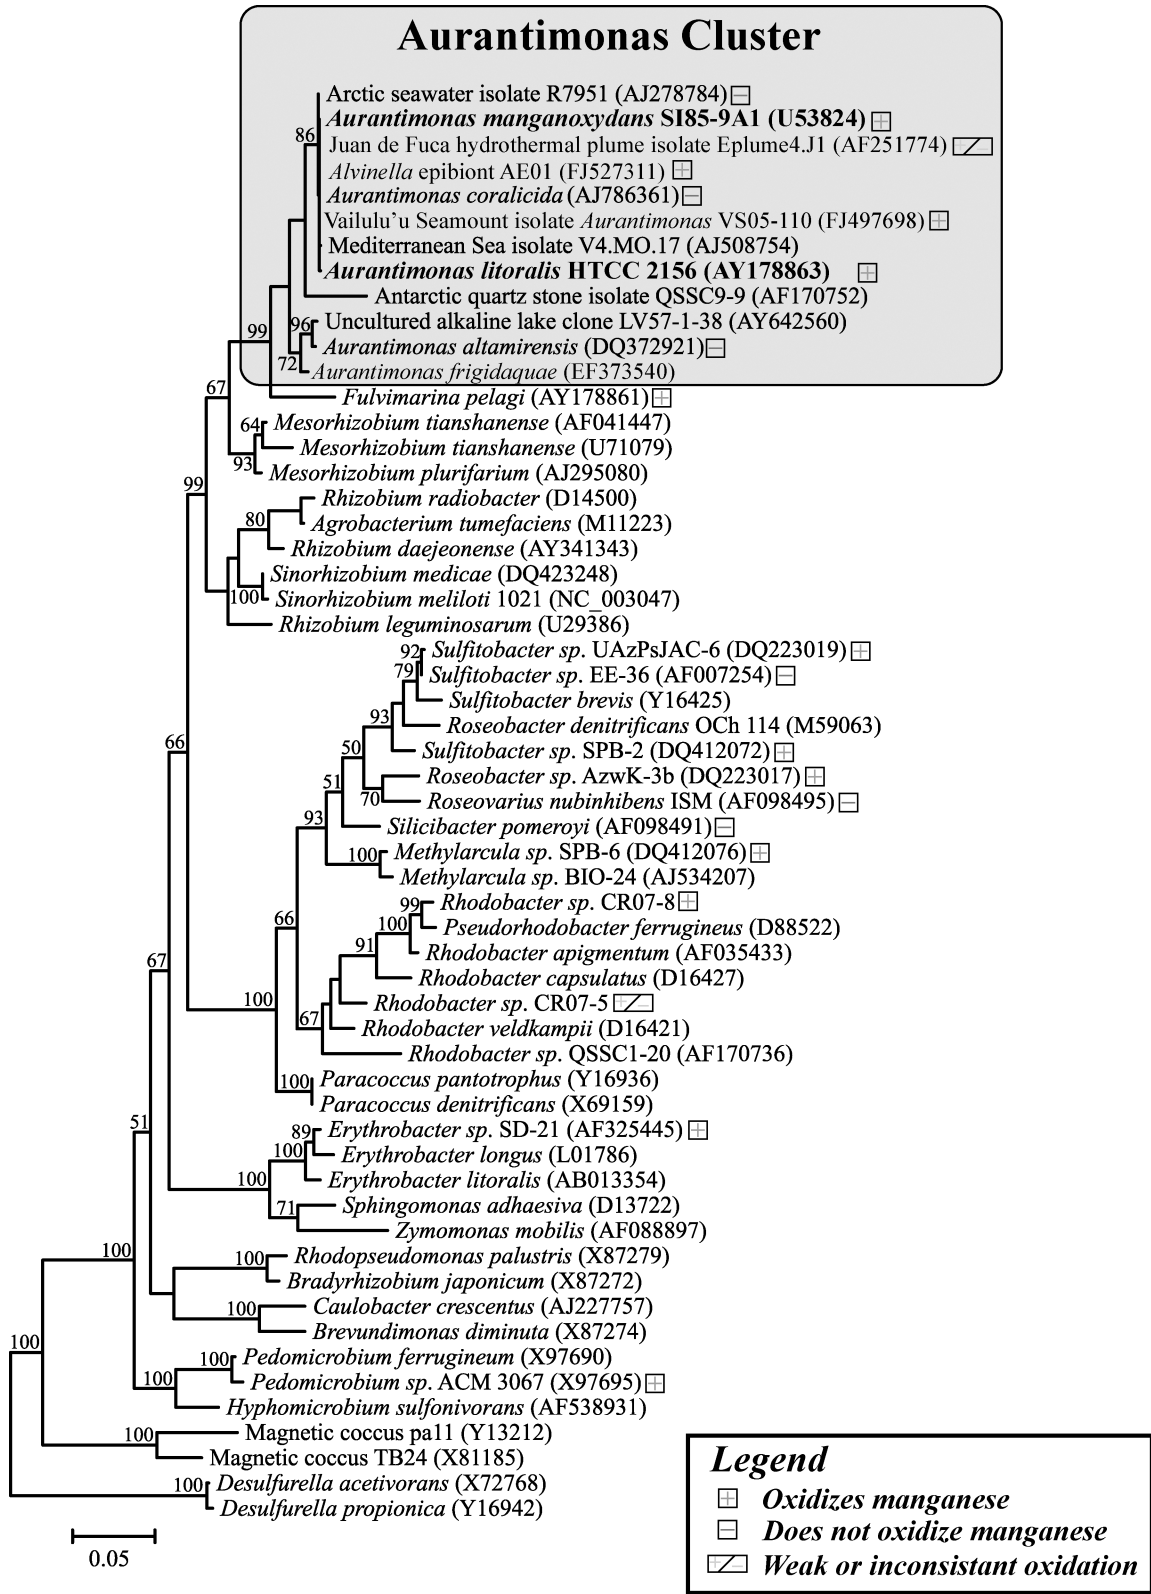 Aurantimonas Cluster
Arctic seawater isolate R7951 (AJ278784)
Aurantimonas manganoxydans SI85-9A1 (U53824)
86
Juan de Fuca hydrothermal plume isolate Eplume4.J1 (AF251774)
Alvinella epibiont AE01 (FJ527311)
Aurantimonas coralicida (AJ786361)
Vailulu'u Seamount isolate Aurantimonas VS05-110 (FJ497698)
Mediterranean Sea isolate V4.MO.17 (AJ508754)
Aurantimonas litoralis HTCC 2156 (AY178863)
Antarctic quartz stone isolate QSSC9-9 (AF170752)
96 Uncultured alkaline lake clone LV57-1-38 (AY642560)
99
Aurantimonas altamirensis (DQ372921)
72
Aurantimonas frigidaquae (EF373540)
67
Fulvimarina pelagi (AY178861)
64 Mesorhizobium tianshanense (AF041447)
Mesorhizobium tianshanense (U71079)
93
Mesorhizobium plurifarium (AJ295080)
99
Rhizobium radiobacter (D14500)
80
Agrobacterium tumefaciens (M11223)
Rhizobium daejeonense (AY341343)
Sinorhizobium medicae (DQ423248)
100 Sinorhizobium meliloti 1021 (NC_003047)
Rhizobium leguminosarum (U29386)
92 Sulfitobacter sp. UAzPsJAC-6 (DQ223019)
79 Sulfitobacter sp. EE-36 (AF007254)
Sulfitobacter brevis (Y16425)
93
Roseobacter denitrificans OCh 114 (M59063)
66
50 Sulfitobacter sp. SPB-2 (DQ412072)
51
Roseobacter sp. AzwK-3b (DQ223017)
70 Roseovarius nubinhibens ISM (AF098495)
93
Silicibacter pomeroyi (AF098491)
100 Methylarcula sp. SPB-6 (DQ412076)
Methylarcula sp. BIO-24 (AJ534207)
99 Rhodobacter sp. CR07-8
66
100 Pseudorhodobacter ferrugineus (D88522)
91
Rhodobacter apigmentum (AF035433)
67
Rhodobacter capsulatus (D16427)
100
Rhodobacter sp. CR07-5
67
Rhodobacter veldkampii (D16421)
Rhodobacter sp. QSSC1-20 (AF170736)
100 Paracoccus pantotrophus (Y16936)
Paracoccus denitrificans (X69159)
51
89 Erythrobacter sp. SD-21 (AF325445)
100 Erythrobacter longus (L01786)
100
Erythrobacter litoralis (AB013354)
71 Sphingomonas adhaesiva (D13722)
Zymomonas mobilis (AF088897)
100
100 Rhodopseudomonas palustris (X87279)
Bradyrhizobium japonicum (X87272)
100 Caulobacter crescentus (AJ227757)
Brevundimonas diminuta (X87274)
100
100 Pedomicrobium ferrugineum (X97690)
100 Pedomicrobium sp. ACM 3067 (X97695)
Hyphomicrobium sulfonivorans (AF538931)
100 Magnetic coccus pa11 (Y13212)
Magnetic coccus TB24 (X81185)
100 Desulfurella acetivorans (X72768)
Desulfurella propionica (Y16942)
0.05
Legend
Oxidizes manganese
Does not oxidize manganese
Weak or inconsistant oxidation